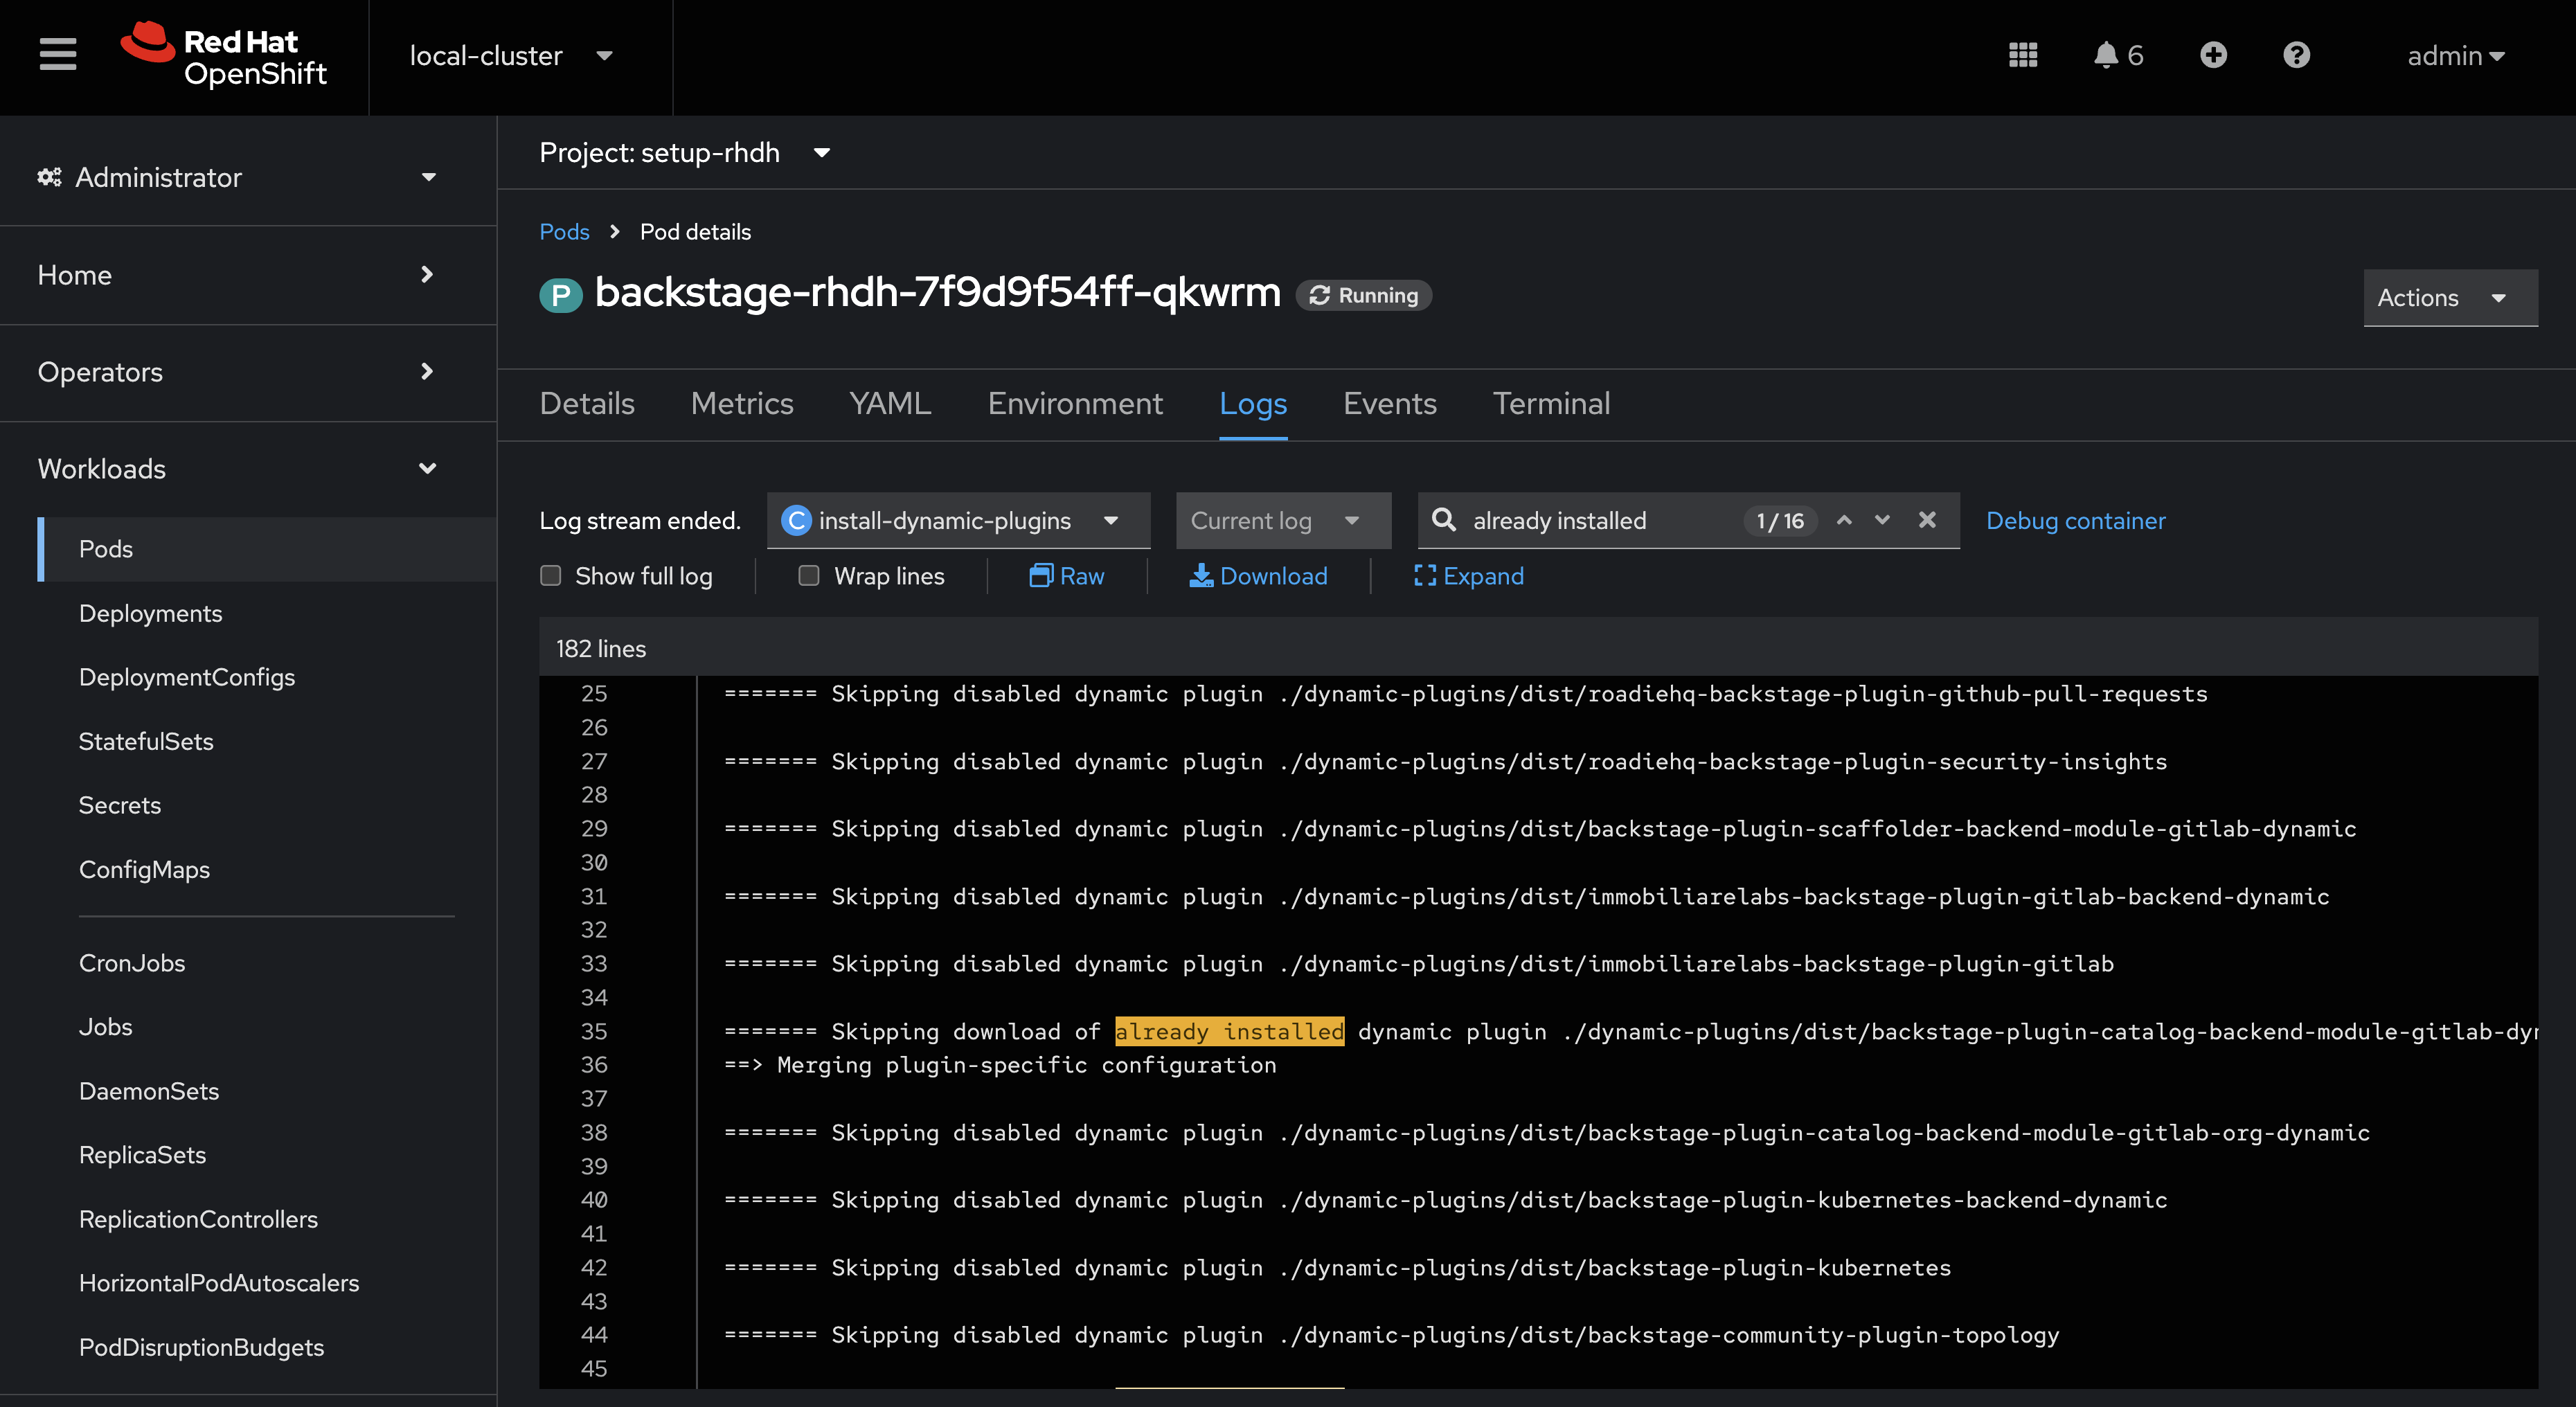 Red Hat
OpenShift
local-cluster
6
admin
Administrator
Home
Operators
Workloads
Pods
Deployments
DeploymentConfigs
StatefulSets
Secrets
ConfigMaps
CronJobs
Jobs
DaemonSets
ReplicaSets
ReplicationControllers
HorizontalPodAutoscalers
PodDisruptionBudgets
Project: setup-rhdh
Pods > Pod details
P backstage-rhdh-7f9d9f54ff-qkwrm Running
Actions
Details Metrics YAML Environment Logs Events Terminal
Log stream ended. C install-dynamic-plugins Current log already installed 1 / 16 Debug container
Show full log Wrap lines Raw Download Expand
182 lines
25 ======= Skipping disabled dynamic plugin ./dynamic-plugins/dist/roadiehq-backstage-plugin-github-pull-requests
26
27 ======= Skipping disabled dynamic plugin ./dynamic-plugins/dist/roadiehq-backstage-plugin-security-insights
28
29 ======= Skipping disabled dynamic plugin ./dynamic-plugins/dist/backstage-plugin-scaffolder-backend-module-gitlab-dynamic
30
31 ======= Skipping disabled dynamic plugin ./dynamic-plugins/dist/immobiliarelabs-backstage-plugin-gitlab-backend-dynamic
32
33 ======= Skipping disabled dynamic plugin ./dynamic-plugins/dist/immobiliarelabs-backstage-plugin-gitlab
34
35 ======= Skipping download of already installed dynamic plugin ./dynamic-plugins/dist/backstage-plugin-catalog-backend-module-gitlab-dyn
36 ==> Merging plugin-specific configuration
37
38 ======= Skipping disabled dynamic plugin ./dynamic-plugins/dist/backstage-plugin-catalog-backend-module-gitlab-org-dynamic
39
40 ======= Skipping disabled dynamic plugin ./dynamic-plugins/dist/backstage-plugin-kubernetes-backend-dynamic
41
42 ======= Skipping disabled dynamic plugin ./dynamic-plugins/dist/backstage-plugin-kubernetes
43
44 ======= Skipping disabled dynamic plugin ./dynamic-plugins/dist/backstage-community-plugin-topology
45